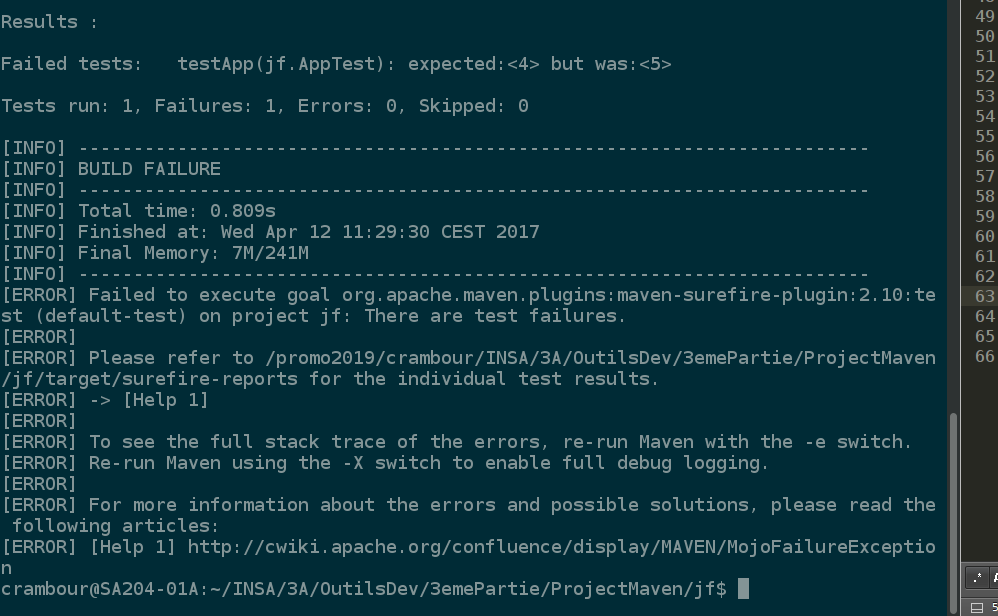 Results :
Failed tests:   testApp(jf.AppTest): expected:<4> but was:<5>
Tests run: 1, Failures: 1, Errors: 0, Skipped: 0
[INFO] ------------------------------------------------------------------------
[INFO] BUILD FAILURE
[INFO] ------------------------------------------------------------------------
[INFO] Total time: 0.809s
[INFO] Finished at: Wed Apr 12 11:29:30 CEST 2017
[INFO] Final Memory: 7M/241M
[INFO] ------------------------------------------------------------------------
[ERROR] Failed to execute goal org.apache.maven.plugins:maven-surefire-plugin:2.10:te
st (default-test) on project jf: There are test failures.
[ERROR]
[ERROR] Please refer to /promo2019/crambour/INSA/3A/OutilsDev/3emePartie/ProjectMaven
/jf/target/surefire-reports for the individual test results.
[ERROR] -> [Help 1]
[ERROR]
[ERROR] To see the full stack trace of the errors, re-run Maven with the -e switch.
[ERROR] Re-run Maven using the -X switch to enable full debug logging.
[ERROR]
[ERROR] For more information about the errors and possible solutions, please read the
 following articles:
[ERROR] [Help 1] http://cwiki.apache.org/confluence/display/MAVEN/MojoFailureExceptio
n
crambour@SA204-01A:~/INSA/3A/OutilsDev/3emePartie/ProjectMaven/jf$
49
50
51
52
53
54
55
56
57
58
59
60
61
62
63
64
65
66
.*